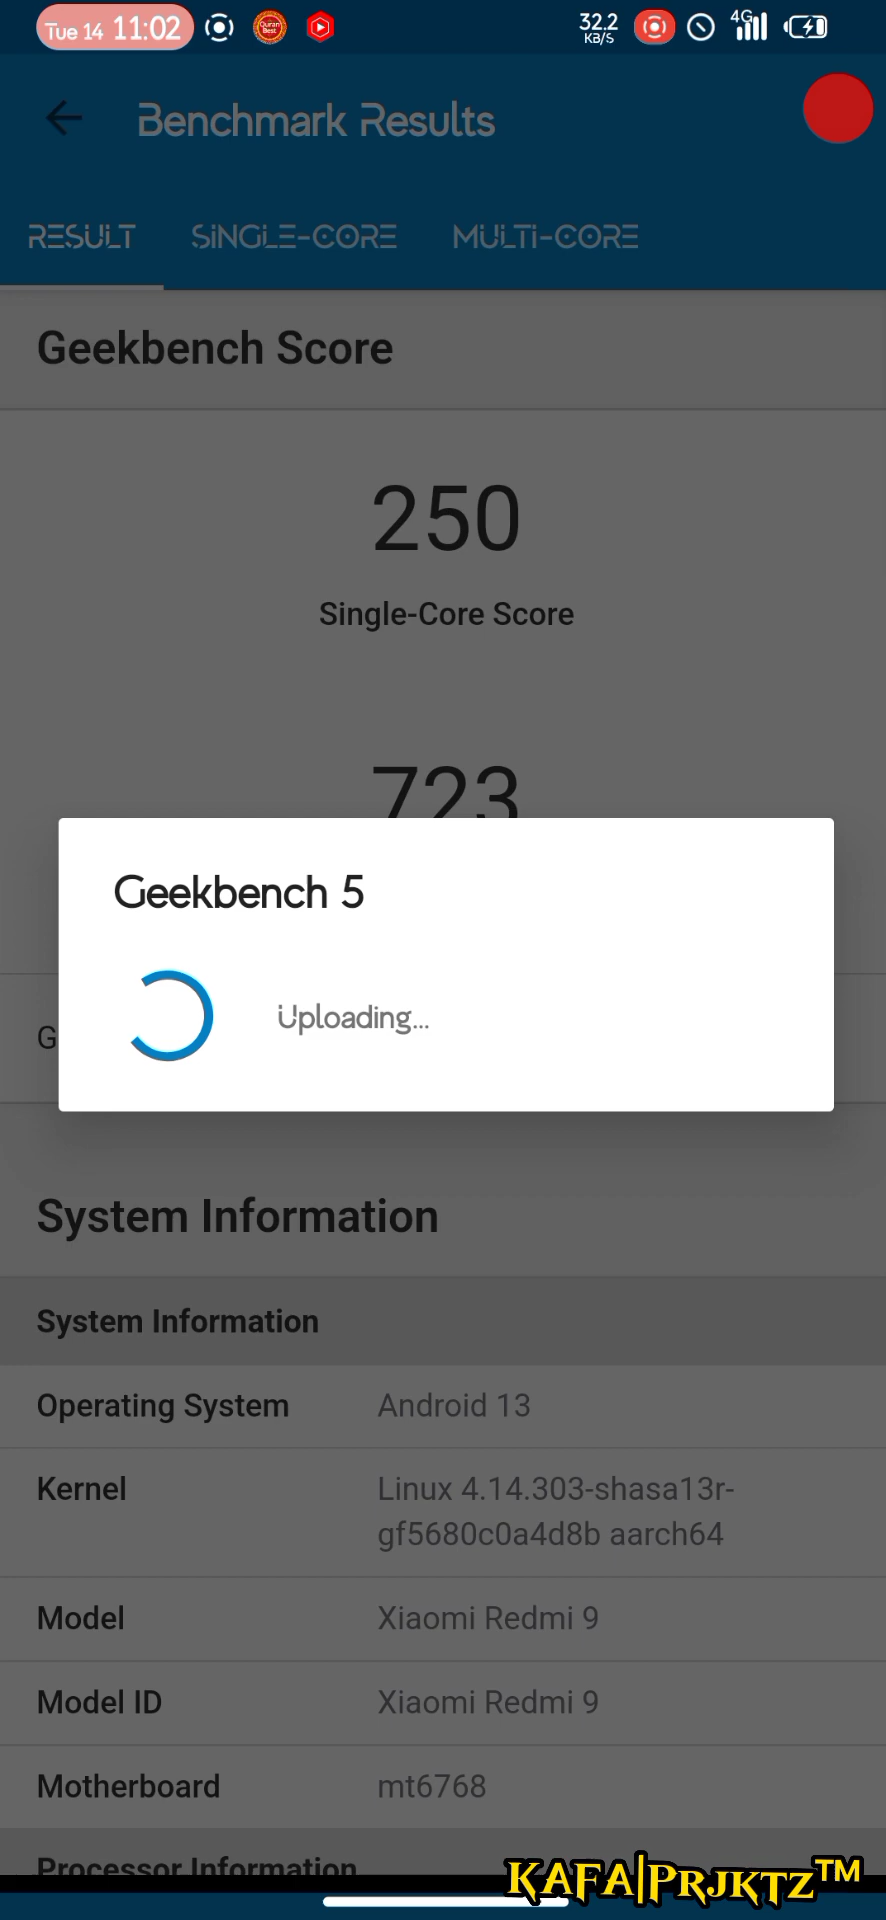 Tue 14 11:02
Quran Best
32.2 KB/S
4G
Benchmark Results
RESULT SINGLE-CORE MULTI-CORE
Geekbench Score
250
Single-Core Score
723
Geekbench 5
G
Uploading...
System Information
System Information
Operating System Android 13
Kernel Linux 4.14.303-shasa13r-
gf5680c0a4d8b aarch64
Model Xiaomi Redmi 9
Model ID Xiaomi Redmi 9
Motherboard mt6768
Processor Information
KAFA|PRJKTZ™